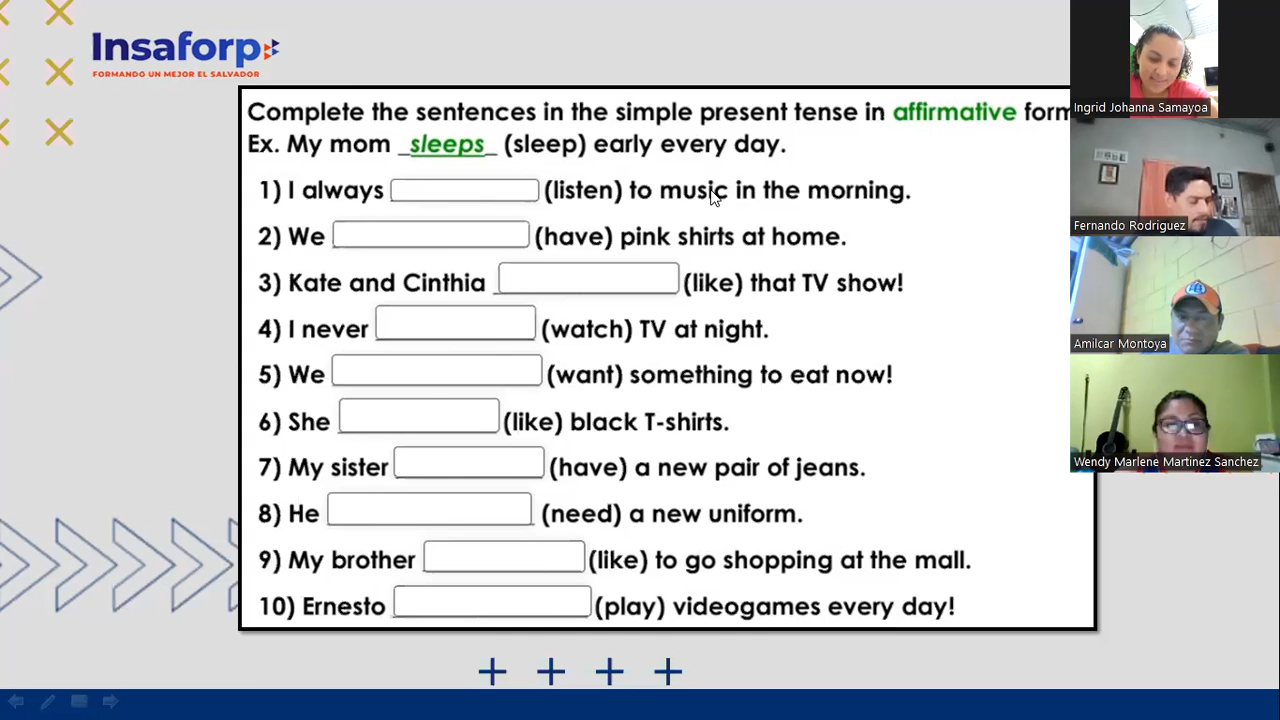 Insaforp
FORMANDO UN MEJOR EL SALVADOR
Complete the sentences in the simple present tense in affirmative form
Ex. My mom _sleeps_ (sleep) early every day.
1) I always (listen) to music in the morning.
2) We (have) pink shirts at home.
3) Kate and Cinthia (like) that TV show!
4) I never (watch) TV at night.
5) We (want) something to eat now!
6) She (like) black T-shirts.
7) My sister (have) a new pair of jeans.
8) He (need) a new uniform.
9) My brother (like) to go shopping at the mall.
10) Ernesto (play) videogames every day!
Ingrid Johanna Samayoa
Fernando Rodriguez
Amilcar Montoya
Wendy Marlene Martinez Sanchez